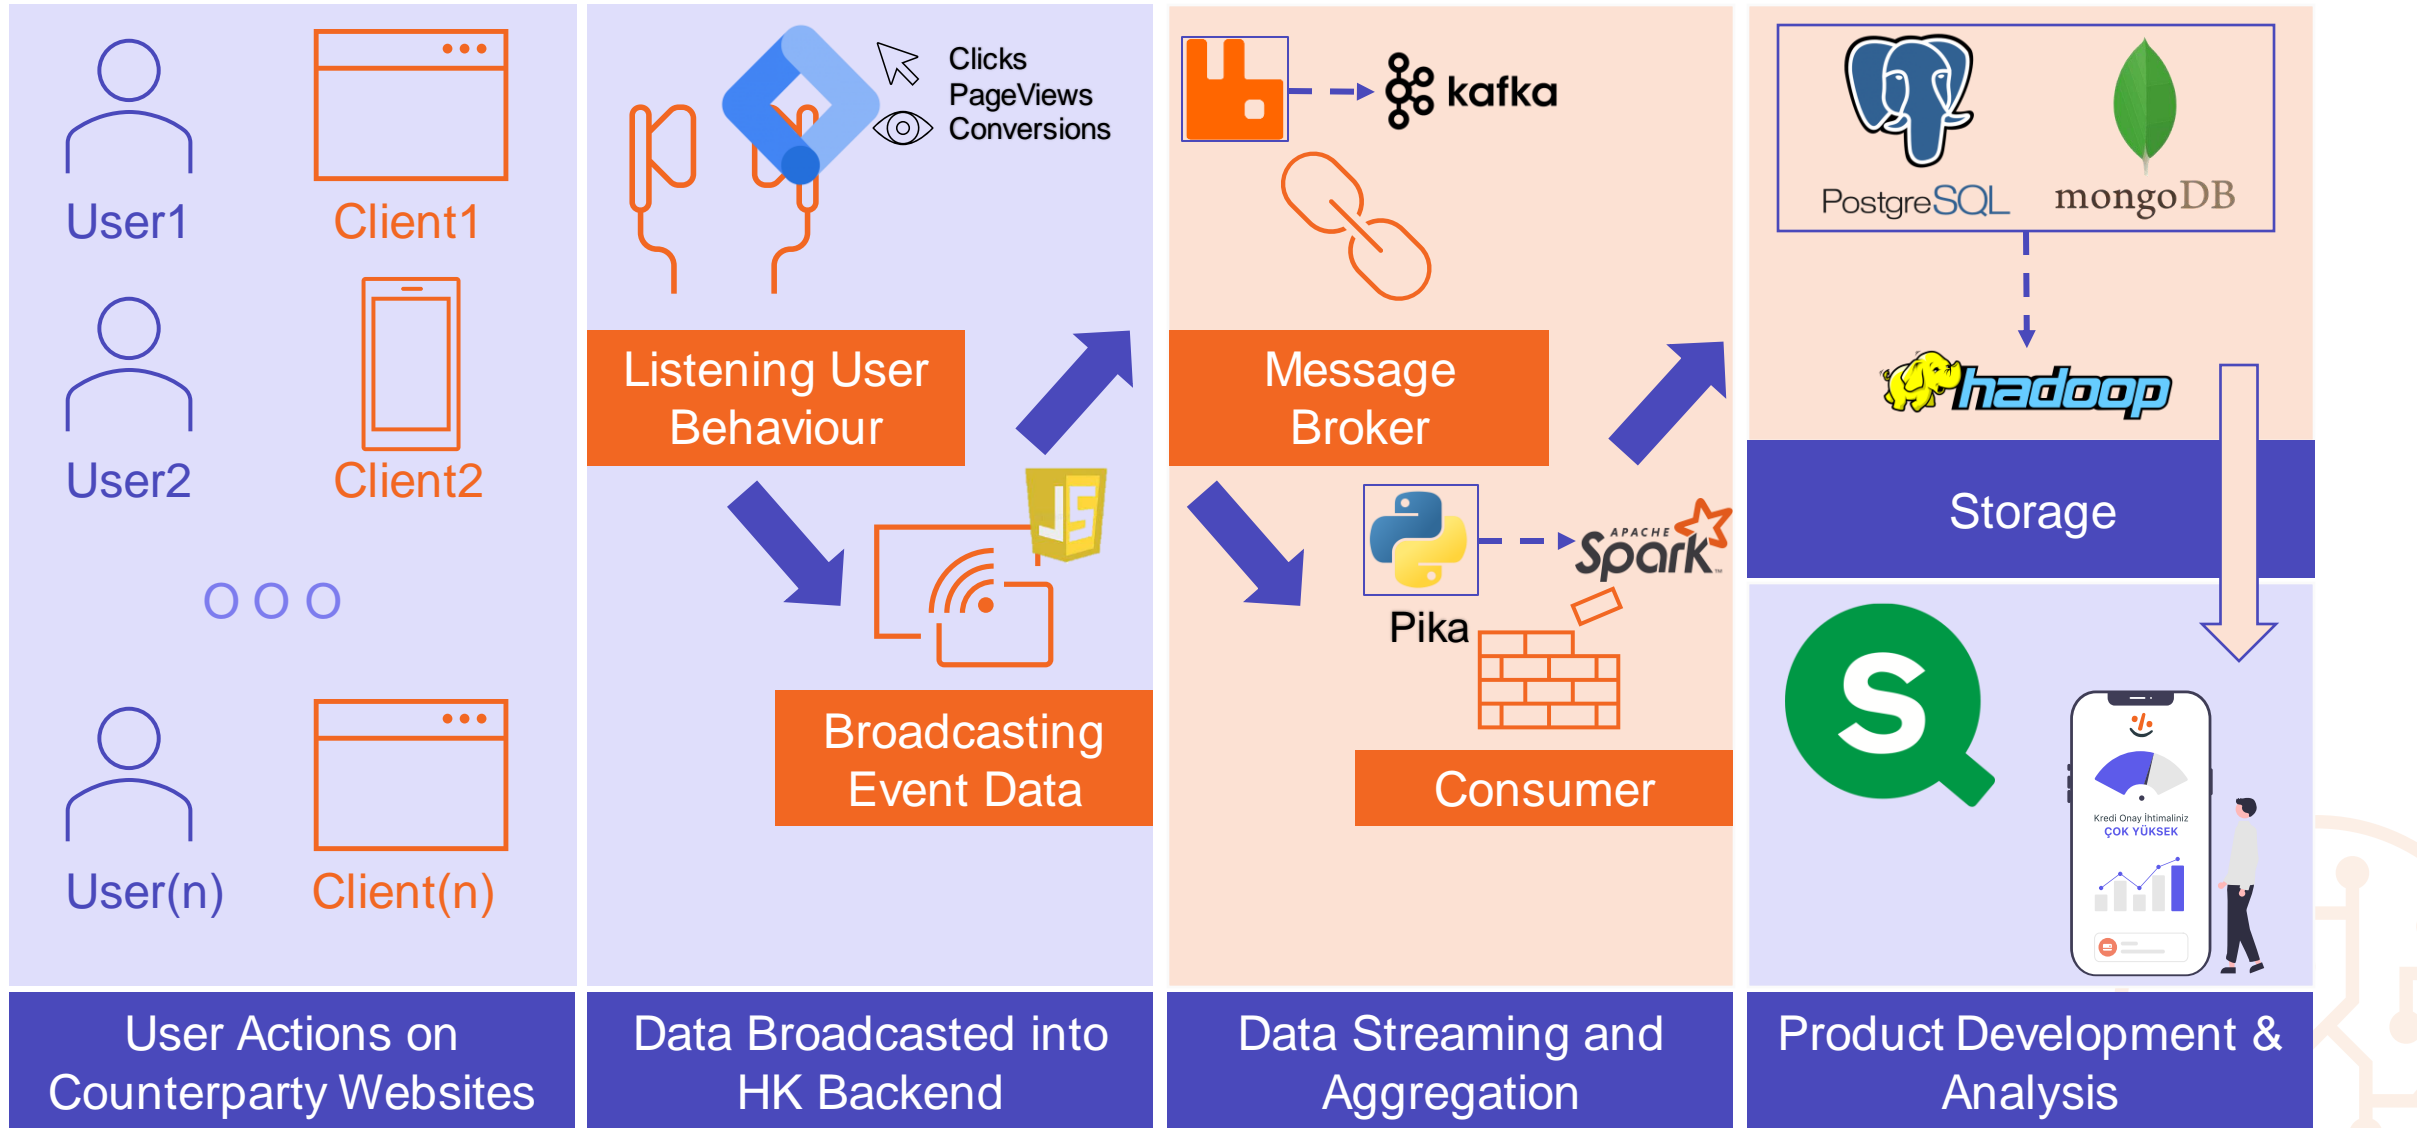 User1
Client1
User2
Client2
O O O
User(n)
Client(n)
User Actions on
Counterparty Websites
Clicks
PageViews
Conversions
Listening User
Behaviour
JS
Broadcasting
Event Data
Data Broadcasted into
HK Backend
kafka
Message
Broker
APACHE
Spark
Pika
Consumer
Data Streaming and
Aggregation
PostgreSQL
mongoDB
hadoop
Storage
S
Kredi Onay İhtimaliniz
ÇOK YÜKSEK
Product Development &
Analysis